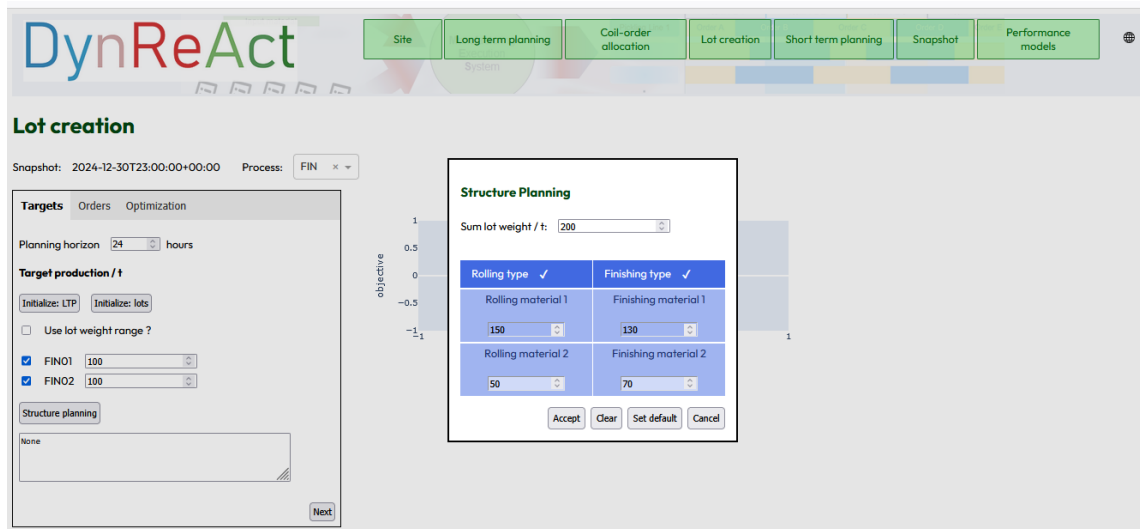 DynReAct
Site
Long term planning
Coil-order
allocation
Lot creation
Short term planning
Snapshot
Performance
models
System
Lot creation
Snapshot: 2024-12-30T23:00:00+00:00 Process: FIN × ▾
Targets Orders Optimization
Planning horizon 24 hours
Target production / t
Initialize: LTP Initialize: lots
Use lot weight range ?
FIN01 100
FIN02 100
Structure planning
None
Next
objective
1
0.5
0
−0.5
−1
−1
1
Structure Planning
Sum lot weight / t: 200
Rolling type ✓ Finishing type ✓
Rolling material 1 Finishing material 1
150 130
Rolling material 2 Finishing material 2
50 70
Accept Clear Set default Cancel